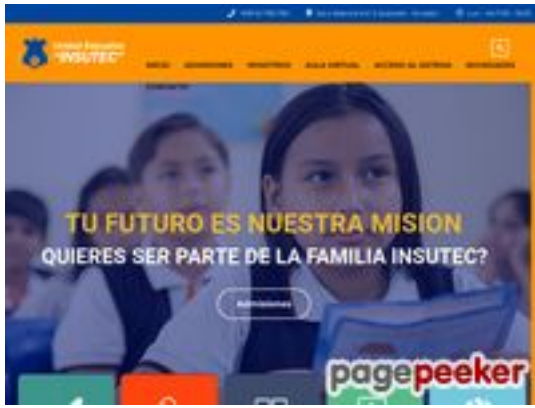 Unidad Educativa
"INSUTEC"
INICIO ADMISIONES NOSOTROS AULA VIRTUAL ACCESO AL SISTEMA
CONTACTO
TU FUTURO ES NUESTRA MISION
QUIERES SER PARTE DE LA FAMILIA INSUTEC?
Admisiones
pagepeeker